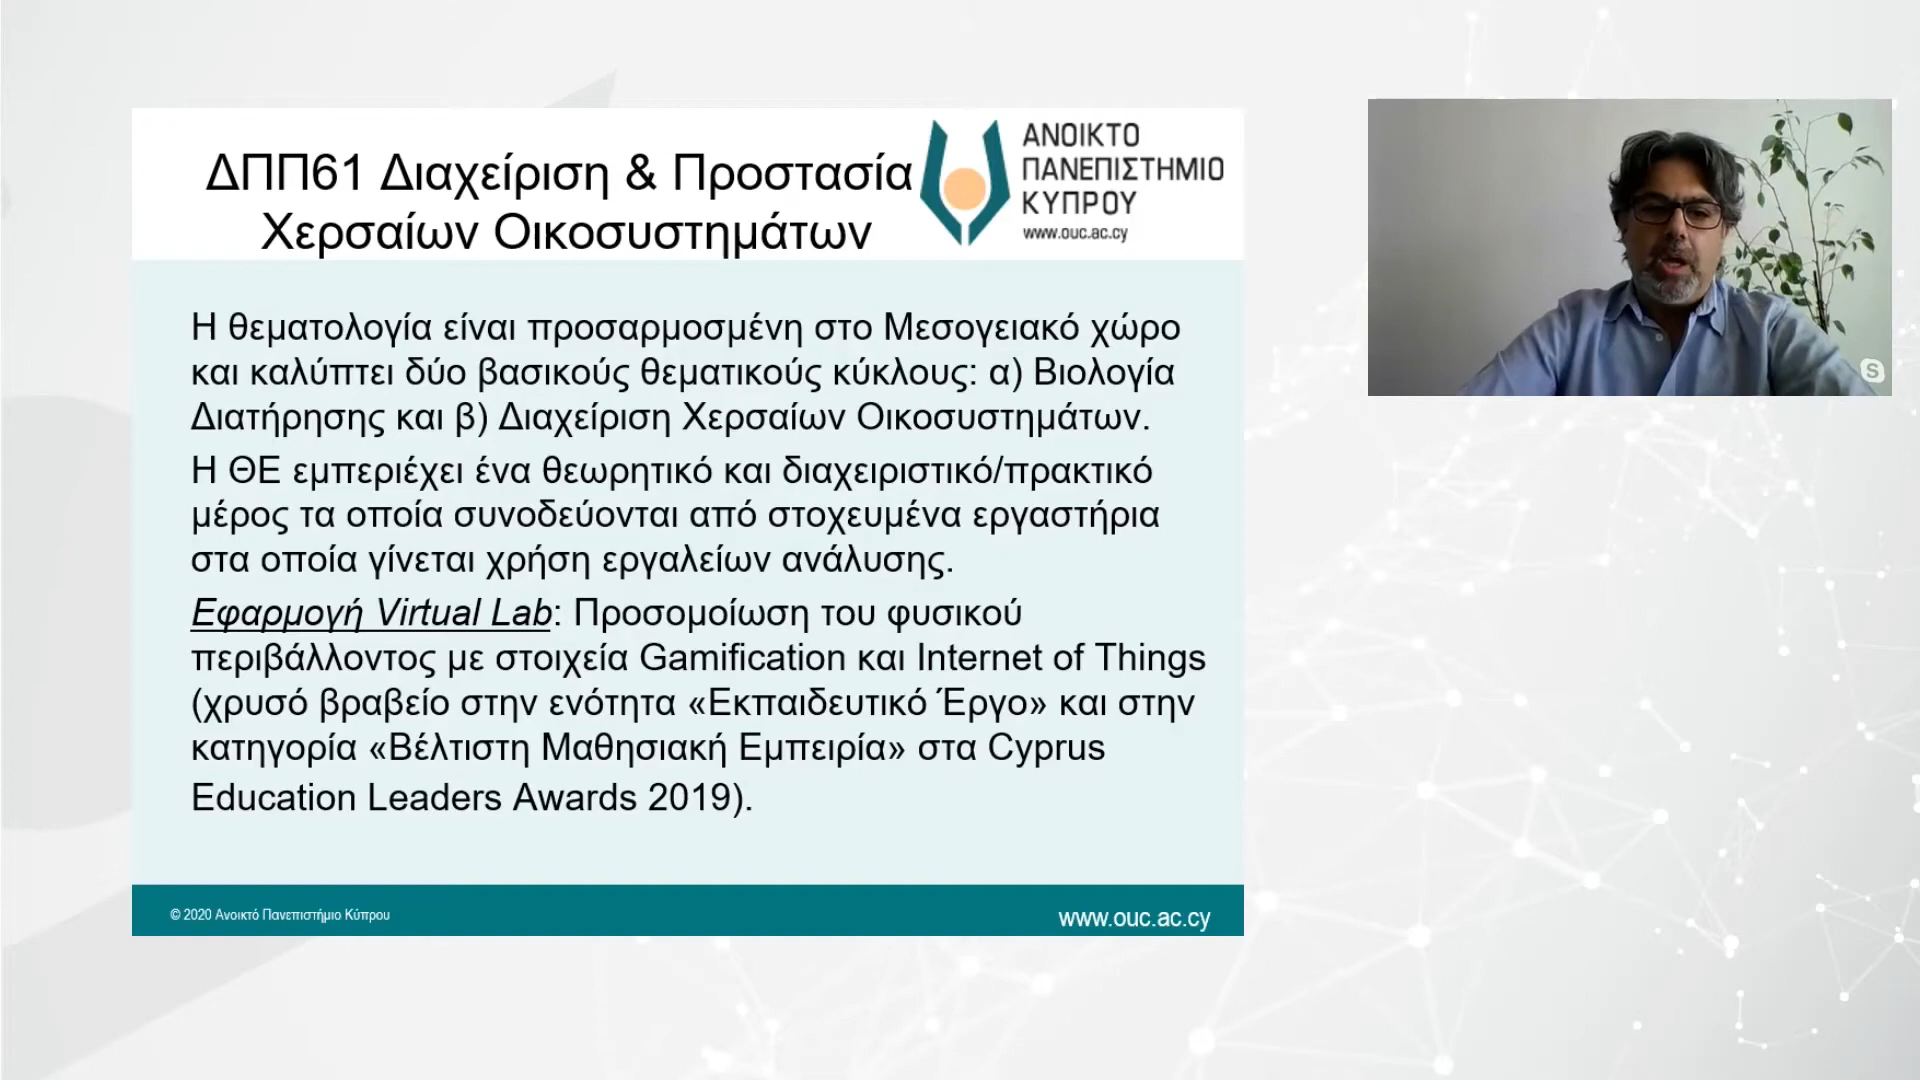 ΔΠΠ61 Διαχείριση & Προστασία
Χερσαίων Οικοσυστημάτων
ΑΝΟΙΚΤΟ
ΠΑΝΕΠΙΣΤΗΜΙΟ
ΚΥΠΡΟΥ
www.ouc.ac.cy
Η θεματολογία είναι προσαρμοσμένη στο Μεσογειακό χώρο
και καλύπτει δύο βασικούς θεματικούς κύκλους: α) Βιολογία
Διατήρησης και β) Διαχείριση Χερσαίων Οικοσυστημάτων.
Η ΘΕ εμπεριέχει ένα θεωρητικό και διαχειριστικό/πρακτικό
μέρος τα οποία συνοδεύονται από στοχευμένα εργαστήρια
στα οποία γίνεται χρήση εργαλείων ανάλυσης.
Εφαρμογή Virtual Lab: Προσομοίωση του φυσικού
περιβάλλοντος με στοιχεία Gamification και Internet of Things
(χρυσό βραβείο στην ενότητα «Εκπαιδευτικό Έργο» και στην
κατηγορία «Βέλτιστη Μαθησιακή Εμπειρία» στα Cyprus
Education Leaders Awards 2019).
© 2020 Ανοικτό Πανεπιστήμιο Κύπρου
www.ouc.ac.cy
S